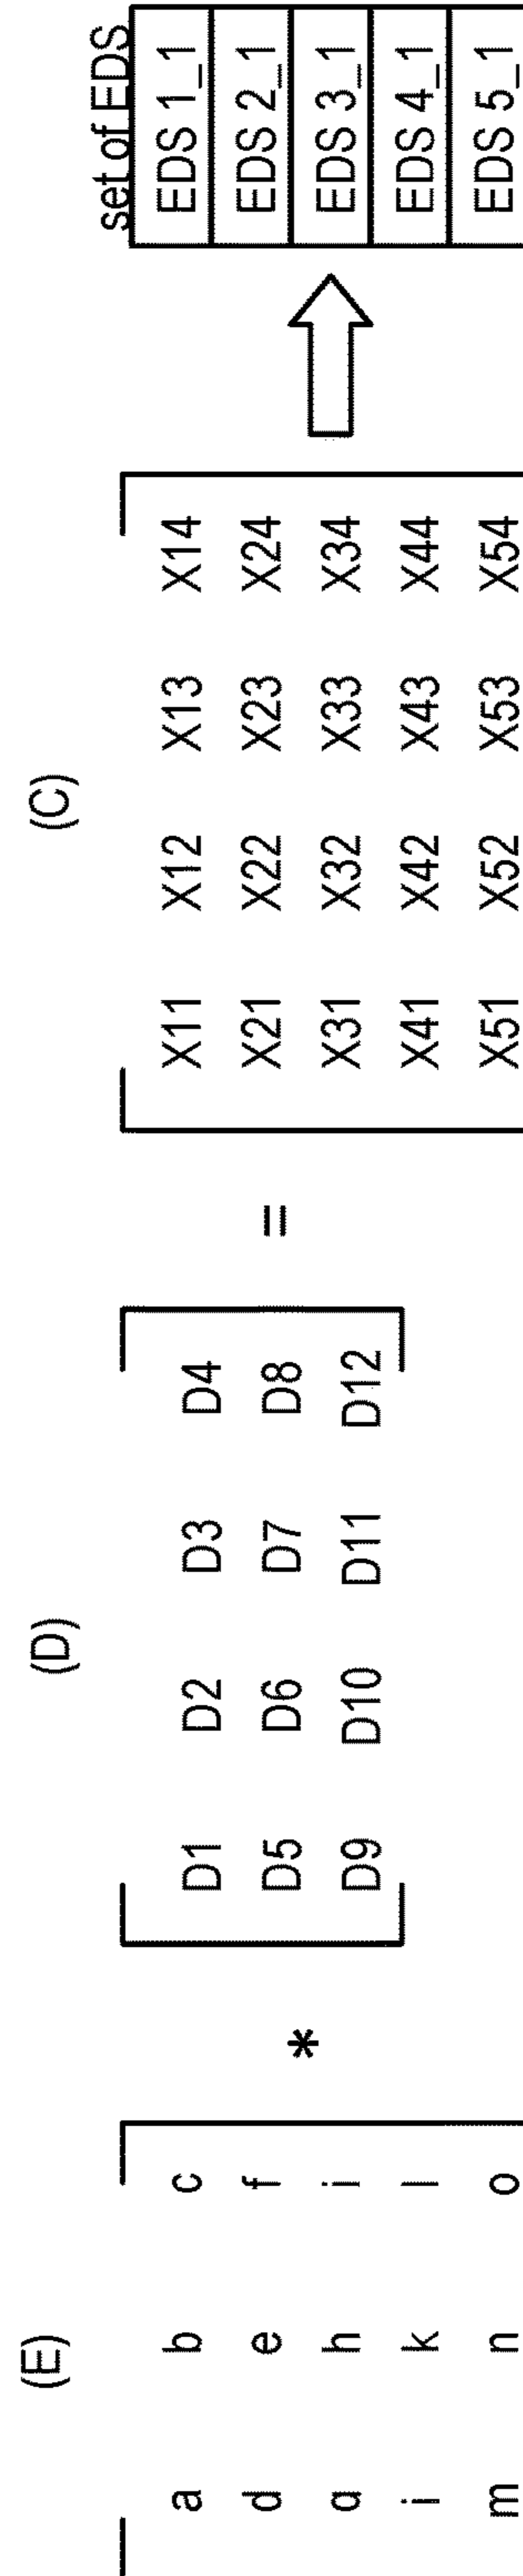 (E) (D) (C) set of EDS
a b c D1 D2 D3 D4 X11 X12 X13 X14 EDS 1_1
d e f * D5 D6 D7 D8 = X21 X22 X23 X24 EDS 2_1
g h i D9 D10 D11 D12 X31 X32 X33 X34 EDS 3_1
j k l X41 X42 X43 X44 EDS 4_1
m n o X51 X52 X53 X54 EDS 5_1